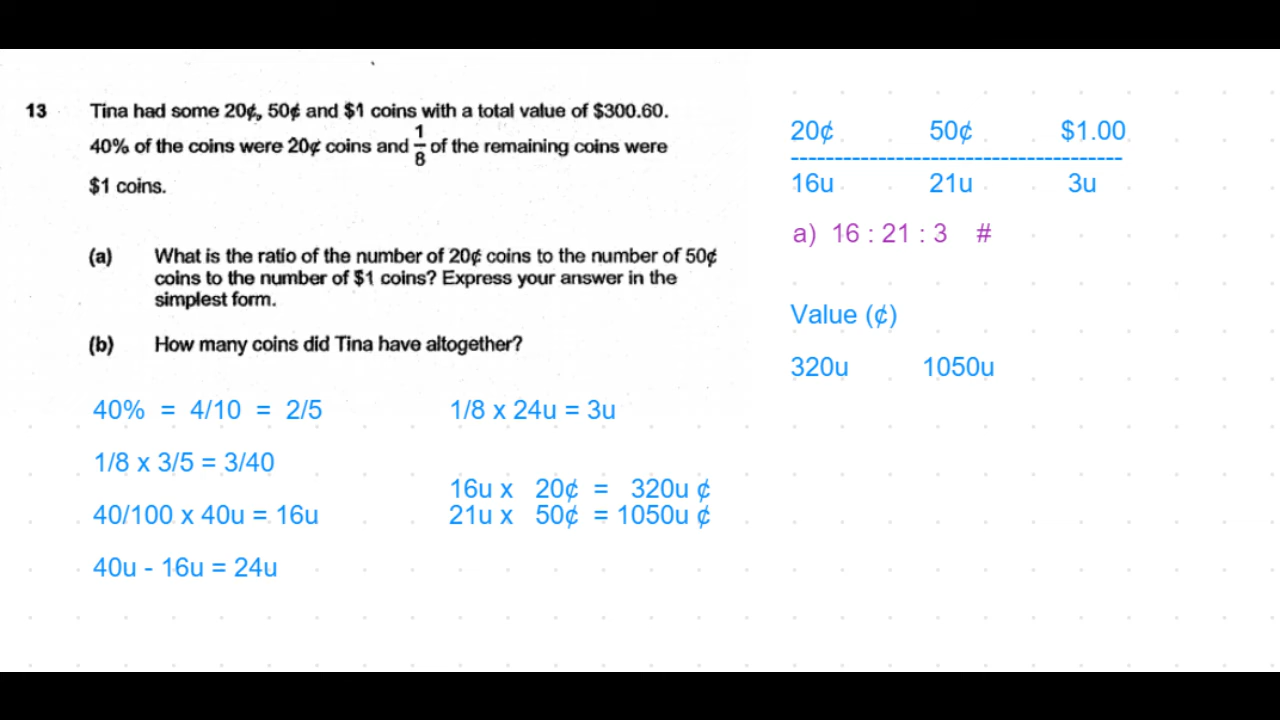 13 Tina had some 20¢, 50¢ and $1 coins with a total value of $300.60.
40% of the coins were 20¢ coins and 1/8 of the remaining coins were
$1 coins.
(a) What is the ratio of the number of 20¢ coins to the number of 50¢
coins to the number of $1 coins? Express your answer in the
simplest form.
(b) How many coins did Tina have altogether?
40% = 4/10 = 2/5
1/8 x 3/5 = 3/40
40/100 x 40u = 16u
40u - 16u = 24u
1/8 x 24u = 3u
16u x 20¢ = 320u ¢
21u x 50¢ = 1050u ¢
20¢ 50¢ $1.00
--------------------------------------
16u 21u 3u
a) 16 : 21 : 3 #
Value (¢)
320u 1050u